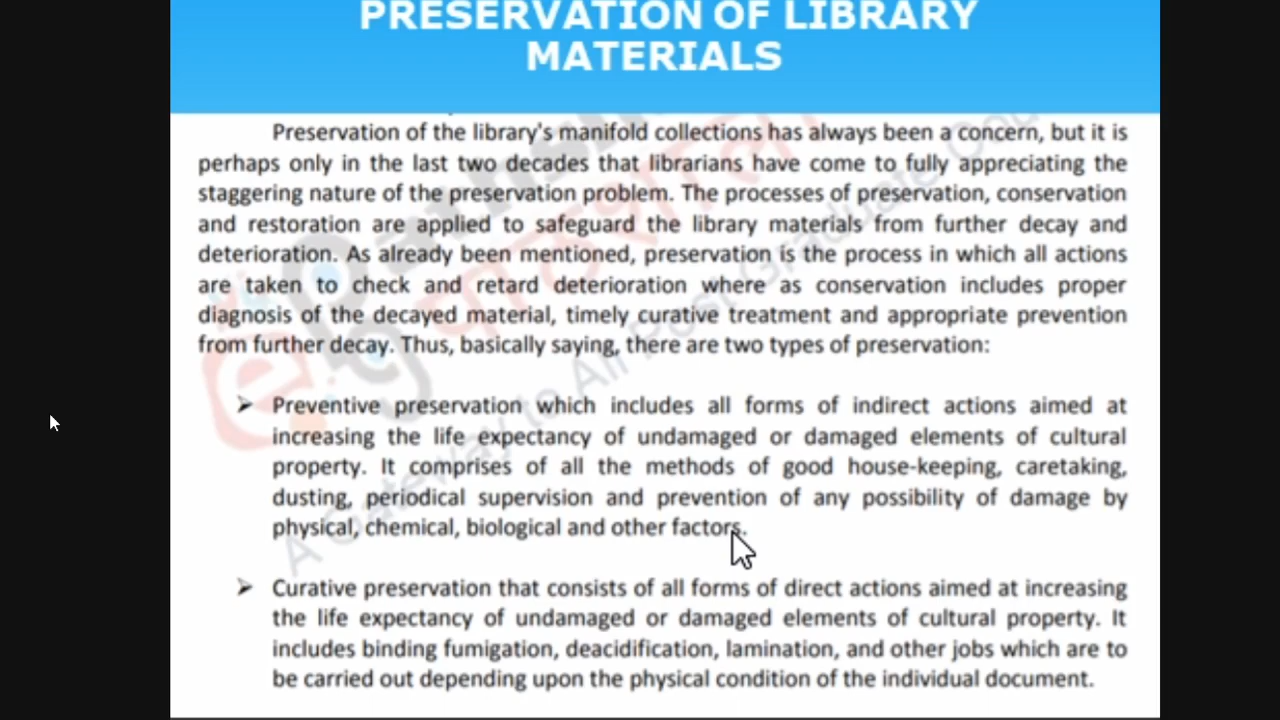 PRESERVATION OF LIBRARY
MATERIALS
Preservation of the library's manifold collections has always been a concern, but it is
perhaps only in the last two decades that librarians have come to fully appreciating the
staggering nature of the preservation problem. The processes of preservation, conservation
and restoration are applied to safeguard the library materials from further decay and
deterioration. As already been mentioned, preservation is the process in which all actions
are taken to check and retard deterioration where as conservation includes proper
diagnosis of the decayed material, timely curative treatment and appropriate prevention
from further decay. Thus, basically saying, there are two types of preservation:
➢ Preventive preservation which includes all forms of indirect actions aimed at
increasing the life expectancy of undamaged or damaged elements of cultural
property. It comprises of all the methods of good house-keeping, caretaking,
dusting, periodical supervision and prevention of any possibility of damage by
physical, chemical, biological and other factors.
➢ Curative preservation that consists of all forms of direct actions aimed at increasing
the life expectancy of undamaged or damaged elements of cultural property. It
includes binding fumigation, deacidification, lamination, and other jobs which are to
be carried out depending upon the physical condition of the individual document.
पाठशाला
A Gateway to All Post Graduate